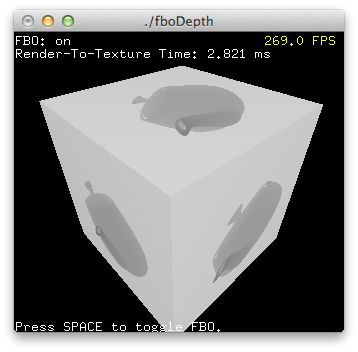 ./fboDepth
FBO: on 269.0 FPS
Render-To-Texture Time: 2.821 ms
Press SPACE to toggle FBO.